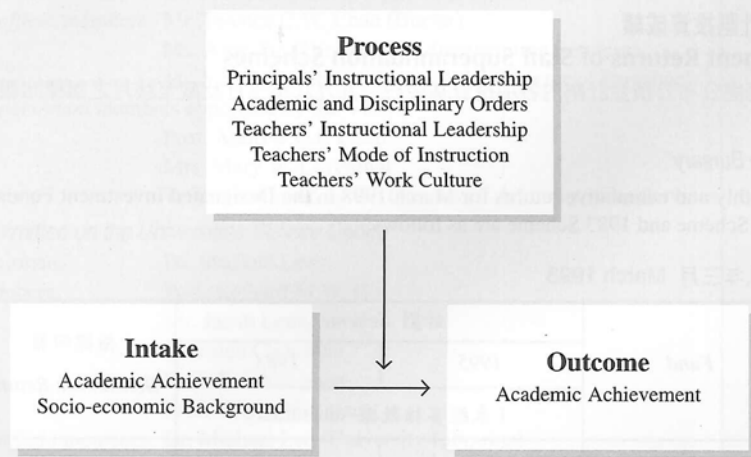 Process
Principals' Instructional Leadership
Academic and Disciplinary Orders
Teachers' Instructional Leadership
Teachers' Mode of Instruction
Teachers' Work Culture
Intake
Academic Achievement
Socio-economic Background
Outcome
Academic Achievement